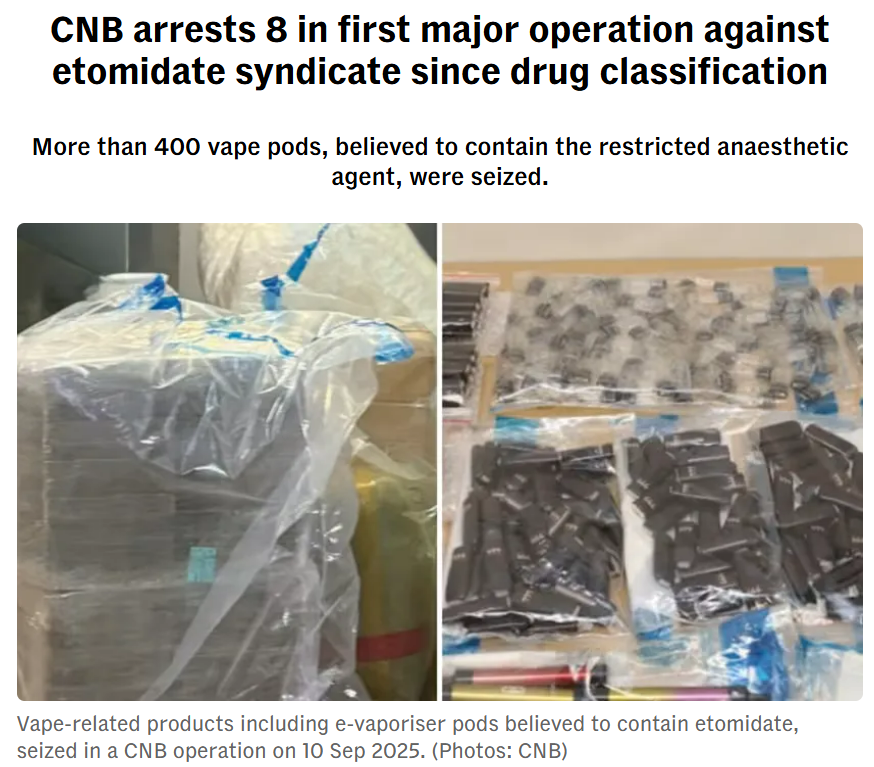 CNB arrests 8 in first major operation against
etomidate syndicate since drug classification
More than 400 vape pods, believed to contain the restricted anaesthetic
agent, were seized.
Vape-related products including e-vaporiser pods believed to contain etomidate,
seized in a CNB operation on 10 Sep 2025. (Photos: CNB)